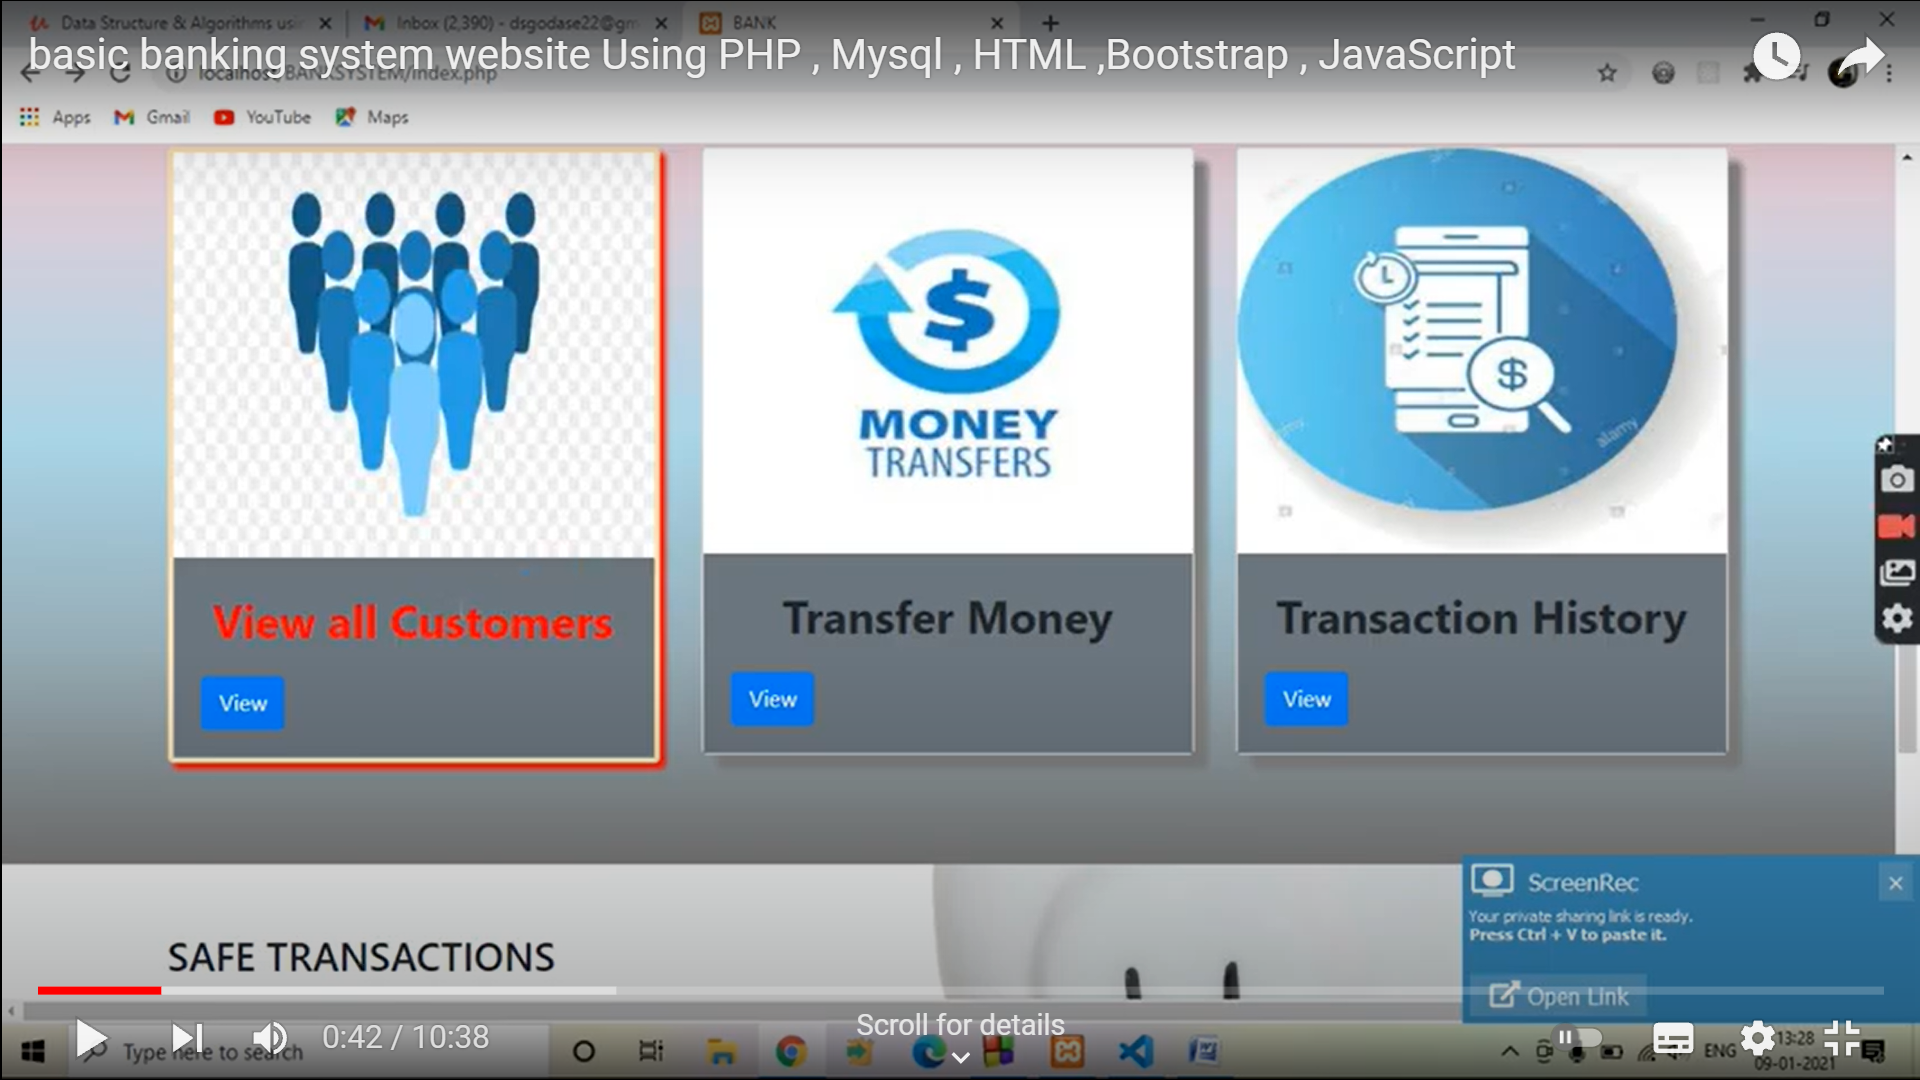 Data Structure & Algorithms usi
Inbox (2,390) - dsgodase22@gm
BANK
basic banking system website Using PHP , Mysql , HTML ,Bootstrap , JavaScript
localhost/BANKSYSTEM/index.php
Apps
Gmail
YouTube
Maps
MONEY
TRANSFERS
alamy
View all Customers
Transfer Money
Transaction History
View
View
View
ScreenRec
Your private sharing link is ready.
Press Ctrl + V to paste it.
Open Link
SAFE TRANSACTIONS
Scroll for details
0:42 / 10:38
Type here to search
ENG
13:28
09-01-2021